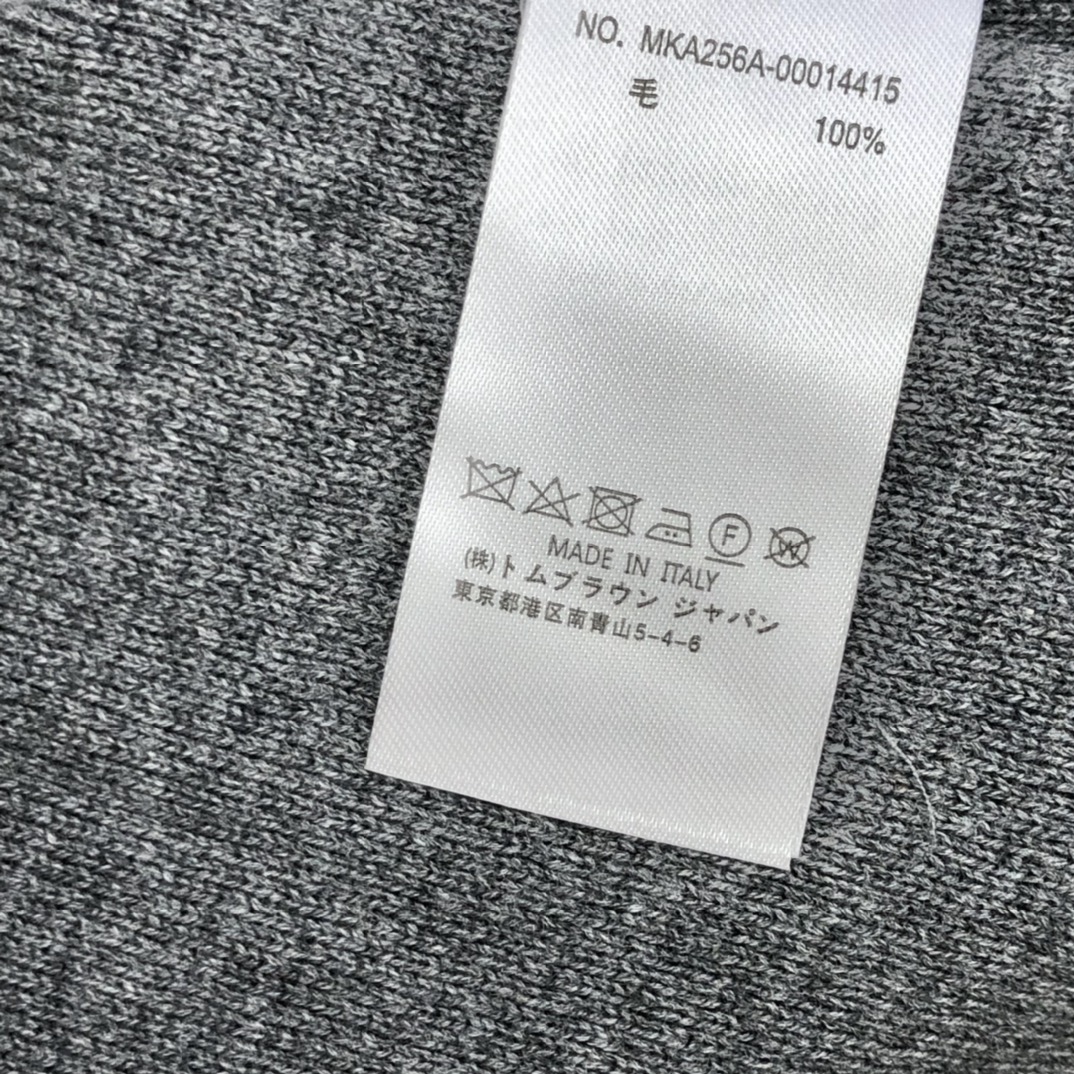 NO. MKA256A-00014415
毛 100%
F W
MADE IN ITALY
(株)トムブラウン ジャパン
東京都港区南青山5-4-6